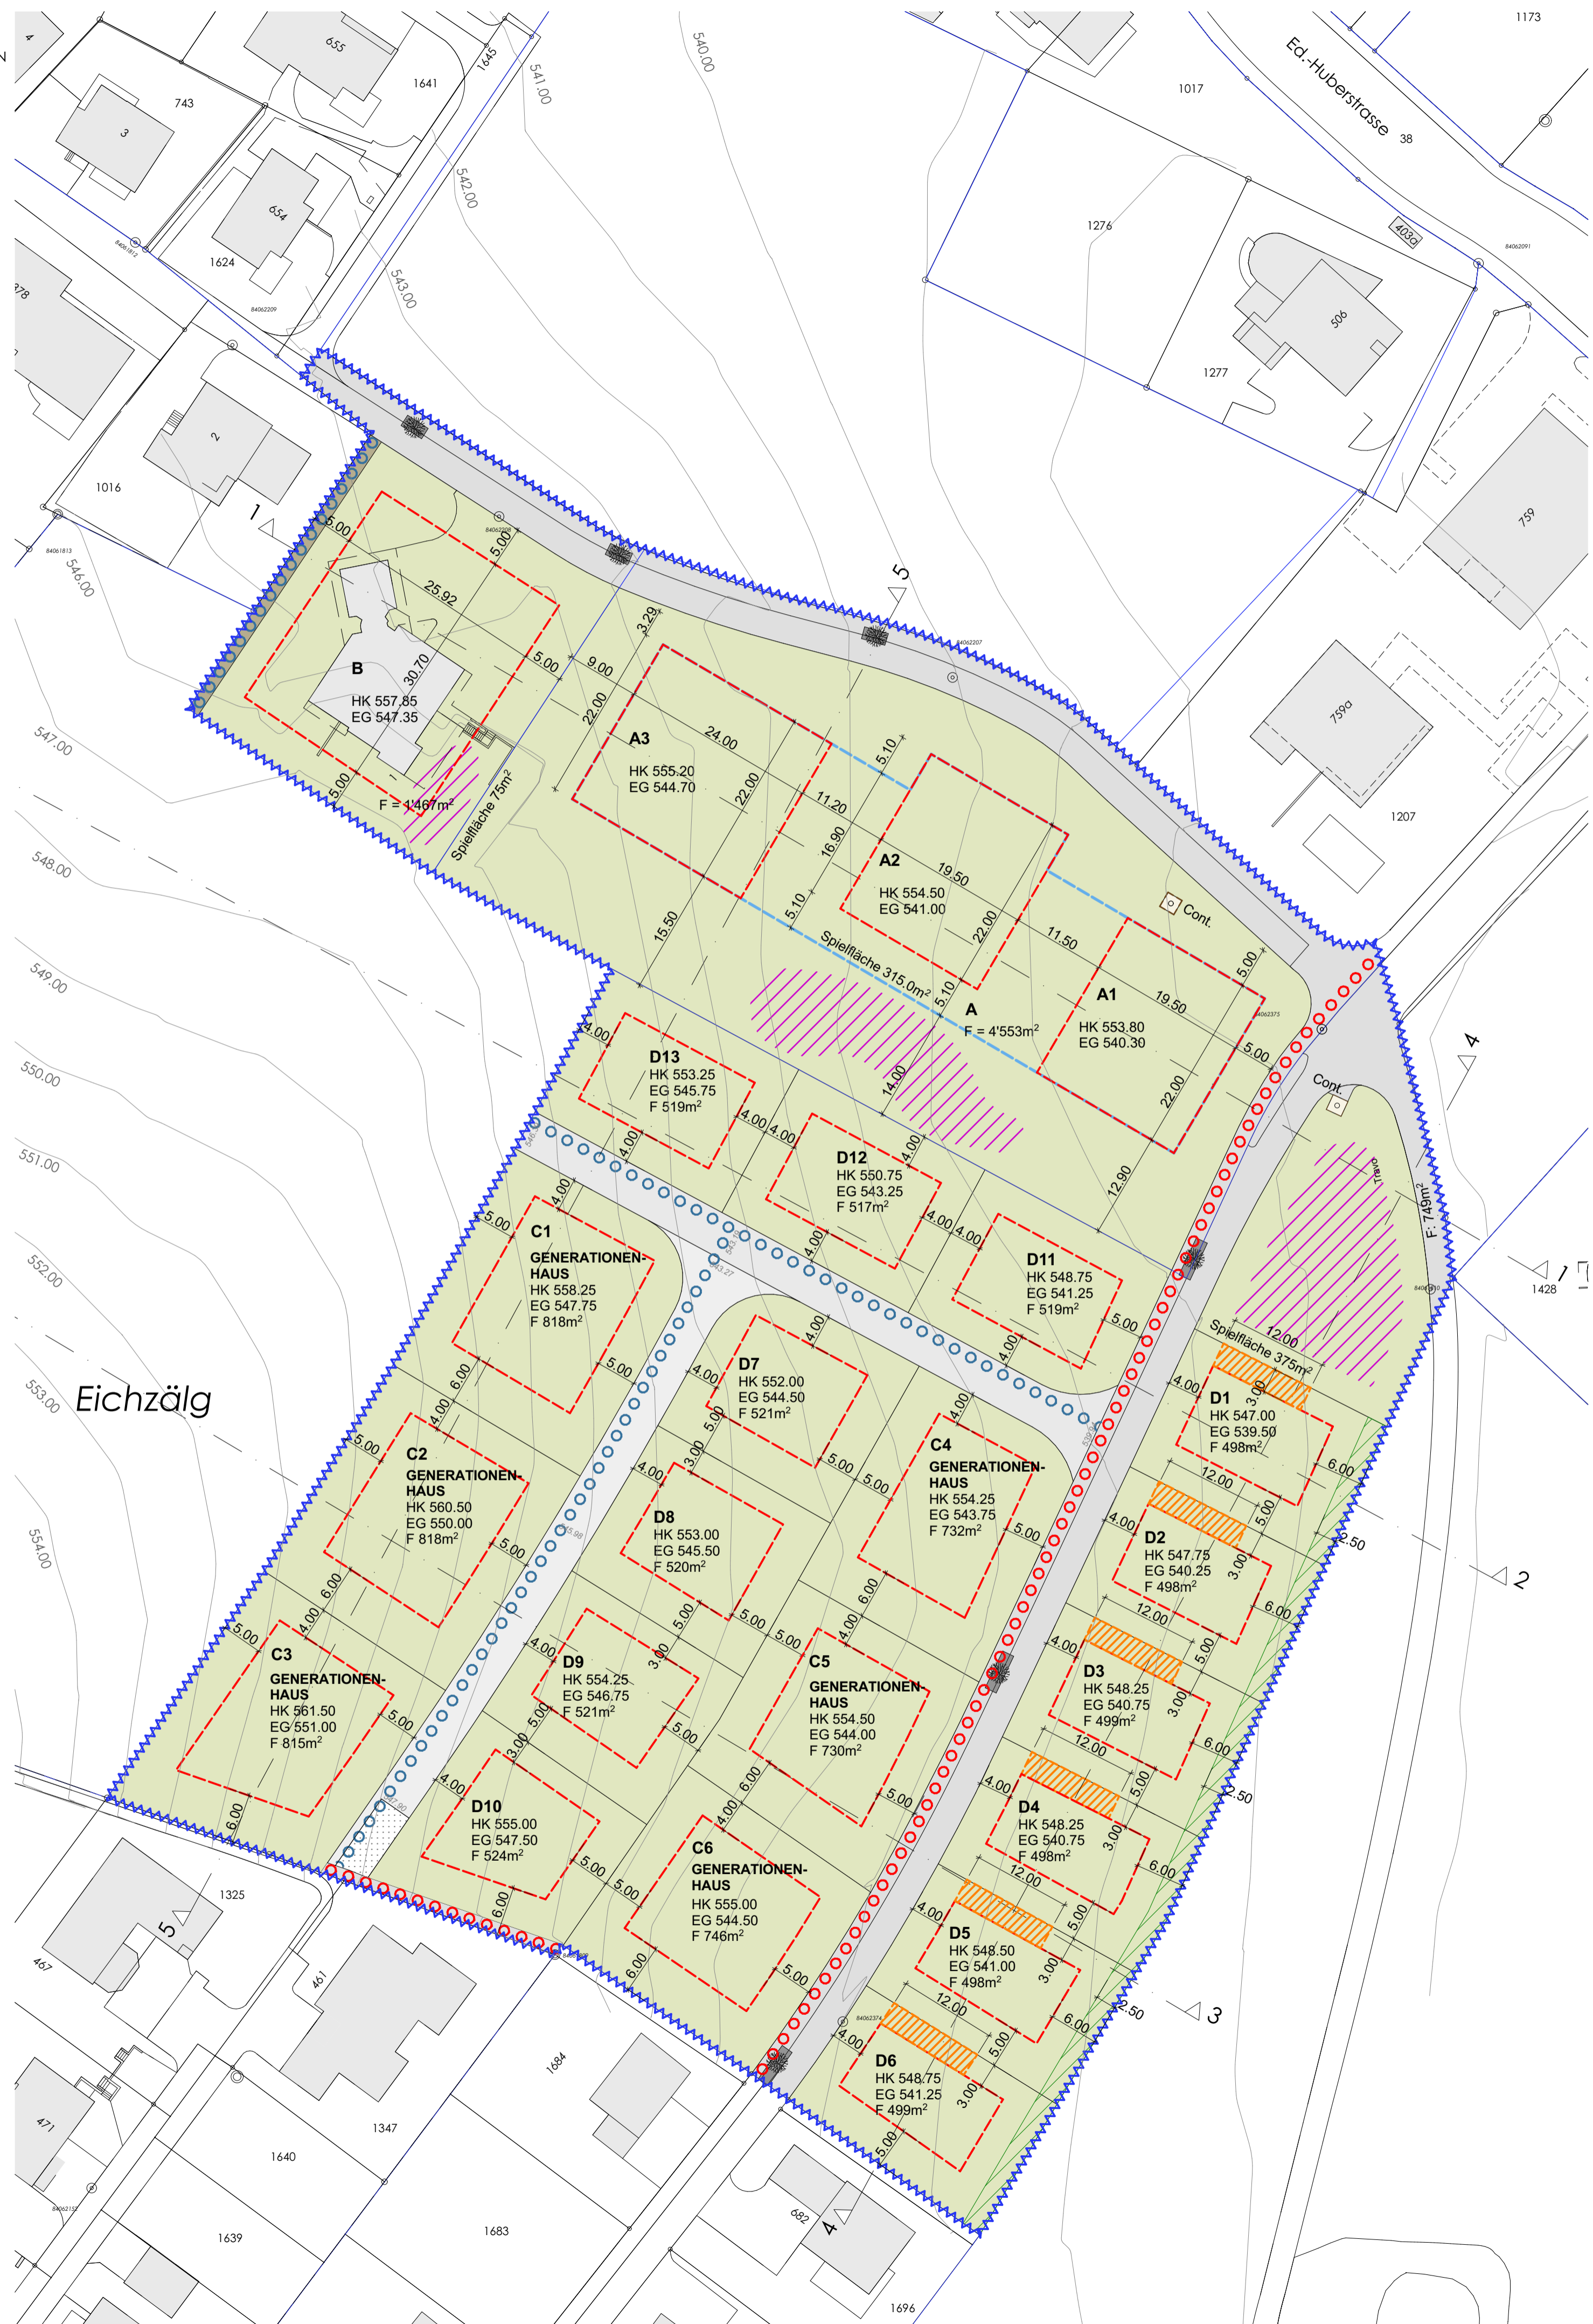 1173
4
655
1645
540.00
541.00
1641
743
3
1017
Ed.-Huberstrasse
38
654
542.00
1276
403a
84062091
84061812
1624
543.00
84062209
506
1277
2
1016
1
5.00
84062208
5.00
5
759
84061813
546.00
25.92
30.70
B
HK 557.85
EG 547.35
5.00
F = 1'467m²
5.00
9.00
3.29
22.00
84062207
A3
HK 555.20
EG 544.70
24.00
22.00
759a
547.00
5.10
11.20
16.90
5.10
1207
548.00
Spielfläche 75m²
A2
HK 554.50
EG 541.00
19.50
22.00
Cont.
15.50
Spielfläche 315.0m²
11.50
5.00
549.00
5.10
A
F = 4'553m²
A1
HK 553.80
EG 540.30
19.50
84062375
5.00
22.00
4
4.00
D13
HK 553.25
EG 545.75
F 519m²
14.00
Cont.
550.00
4.00
4.00
4.00
4.00
D12
HK 550.75
EG 543.25
F 517m²
12.90
Trafo
551.00
4.00
4.00
4.00
4.00
F: 749m²
5.00
C1
GENERATIONEN-
HAUS
HK 558.25
EG 547.75
F 818m²
543.27
D11
HK 548.75
EG 541.25
F 519m²
5.00
1
1428
552.00
4.00
Spielfläche 375m²
12.00
5.00
6.00
4.00
4.00
D7
HK 552.00
EG 544.50
F 521m²
4.00
3.00
D1
HK 547.00
EG 539.50
F 498m²
Eichzälg
553.00
4.00
5.00
5.00
C2
GENERATIONEN-
HAUS
HK 560.50
EG 550.00
F 818m²
4.00
3.00
5.00
5.00
4.00
C4
GENERATIONEN-
HAUS
HK 554.25
EG 543.75
F 732m²
5.00
6.00
12.00
5.00
4.00
2.50
554.00
5.00
545.98
D8
HK 553.00
EG 545.50
F 520m²
D2
HK 547.75
EG 540.25
F 498m²
3.00
2
6.00
4.00
5.00
6.00
4.00
12.00
6.00
5.00
C3
GENERATIONEN-
HAUS
HK 561.50
EG 551.00
F 815m²
4.00
5.00
3.00
5.00
5.00
4.00
5.00
D9
HK 554.25
EG 546.75
F 521m²
C5
GENERATIONEN-
HAUS
HK 554.50
EG 544.00
F 730m²
D3
HK 548.25
EG 540.75
F 499m²
3.00
5.00
5.00
3.00
5.00
12.00
6.00
4.00
6.00
4.00
5.00
4.00
5.00
2.50
547.90
6.00
D10
HK 555.00
EG 547.50
F 524m²
D4
HK 548.25
EG 540.75
F 498m²
3.00
C6
GENERATIONEN-
HAUS
HK 555.00
EG 544.50
F 746m²
5.00
5.00
12.00
6.00
1325
6.00
4.00
5.00
5
467
461
D5
HK 548.50
EG 541.00
F 498m²
3.00
6.00
5.00
12.00
6.00
2.50
3
84062374
4.00
5.00
1684
D6
HK 548.75
EG 541.25
F 499m²
3.00
5.00
471
1347
1640
84062152
682
4
1639
1683
1696